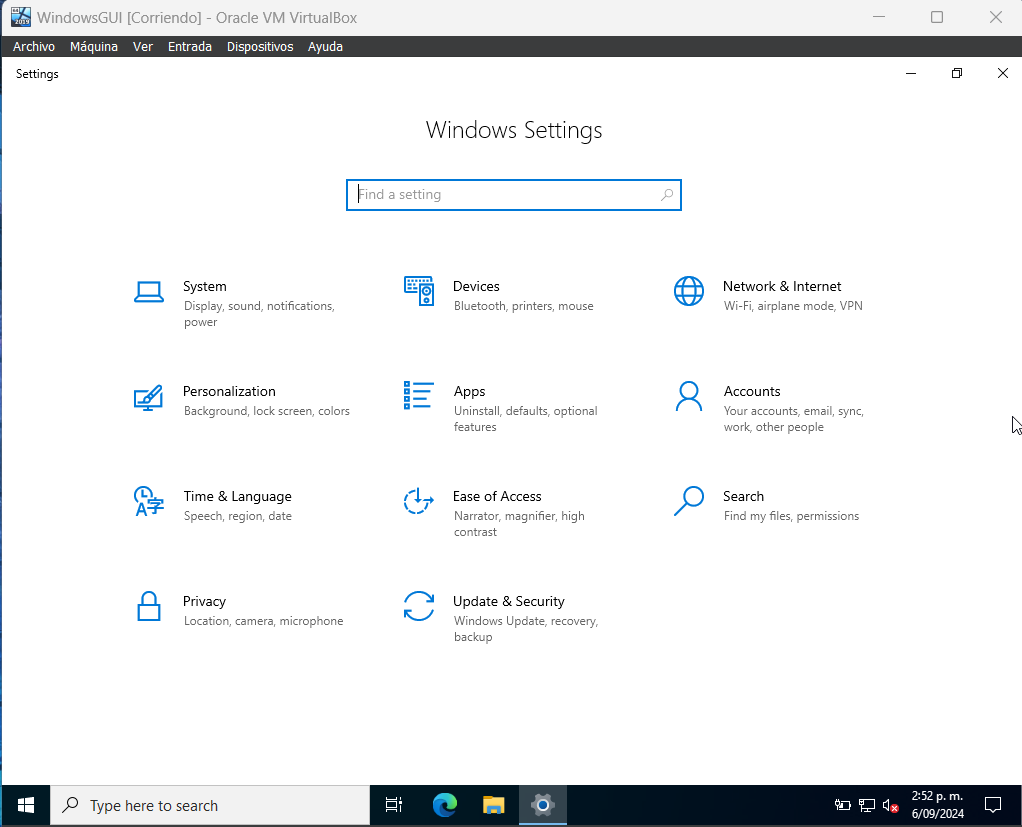 WindowsGUI [Corriendo] - Oracle VM VirtualBox
Archivo Máquina Ver Entrada Dispositivos Ayuda
Settings
Windows Settings
Find a setting
System
Display, sound, notifications,
power
Devices
Bluetooth, printers, mouse
Network & Internet
Wi-Fi, airplane mode, VPN
Personalization
Background, lock screen, colors
Apps
Uninstall, defaults, optional
features
Accounts
Your accounts, email, sync,
work, other people
Time & Language
Speech, region, date
Ease of Access
Narrator, magnifier, high
contrast
Search
Find my files, permissions
Privacy
Location, camera, microphone
Update & Security
Windows Update, recovery,
backup
Type here to search
2:52 p. m.
6/09/2024